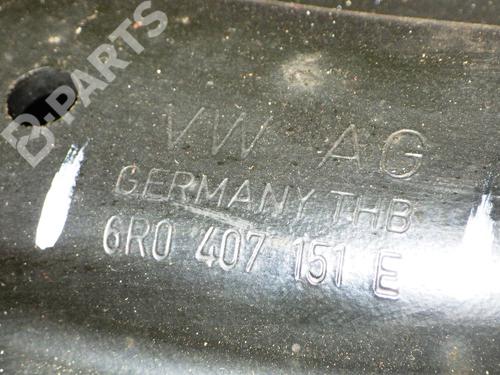 B-PARTS
VW AG
GERMANY THB
6R0 407 151 E